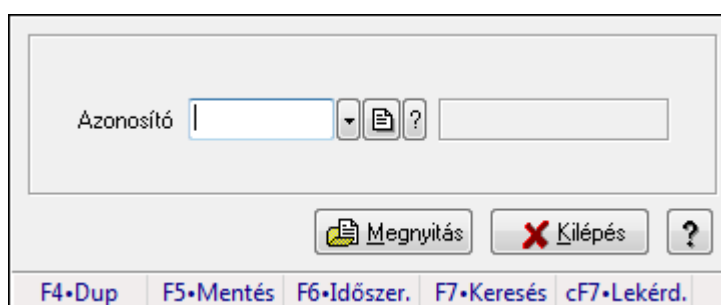 Azonosító ?
Megnyitás Kilépés ?
F4•Dup F5•Mentés F6•Időszer. F7•Keresés cF7•Lekérd.